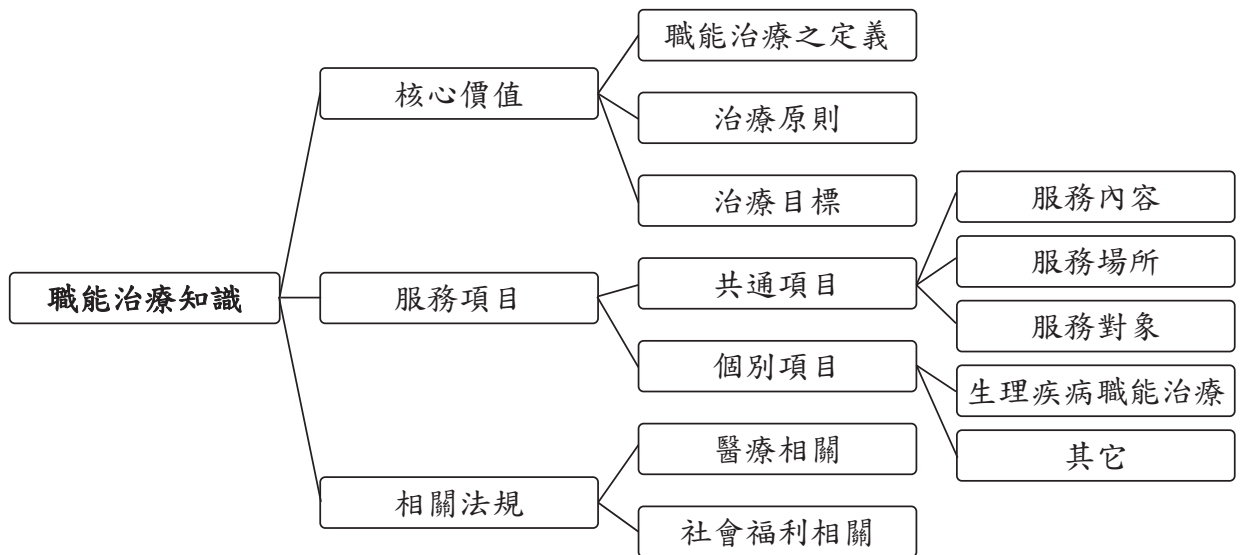 職能治療知識
核心價值
職能治療之定義
治療原則
治療目標
服務項目
共通項目
服務內容
服務場所
服務對象
個別項目
生理疾病職能治療
其它
相關法規
醫療相關
社會福利相關